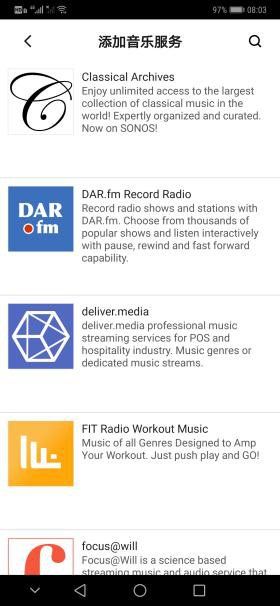 97% 08:03
添加音乐服务
Classical Archives
Enjoy unlimited access to the largest
collection of classical music in the
world! Expertly organized and curated.
Now on SONOS!
DAR
fm
DAR.fm Record Radio
Record radio shows and stations with
DAR.fm. Choose from thousands of
popular shows and listen interactively
with pause, rewind and fast forward
capability.
deliver.media
deliver.media professional music
streaming services for POS and
hospitality industry. Music genres or
dedicated music streams.
FIT Radio Workout Music
Music of all Genres Designed to Amp
Your Workout. Just push play and GO!
focus@will
Focus@Will is a science based
streaming music and audio service that